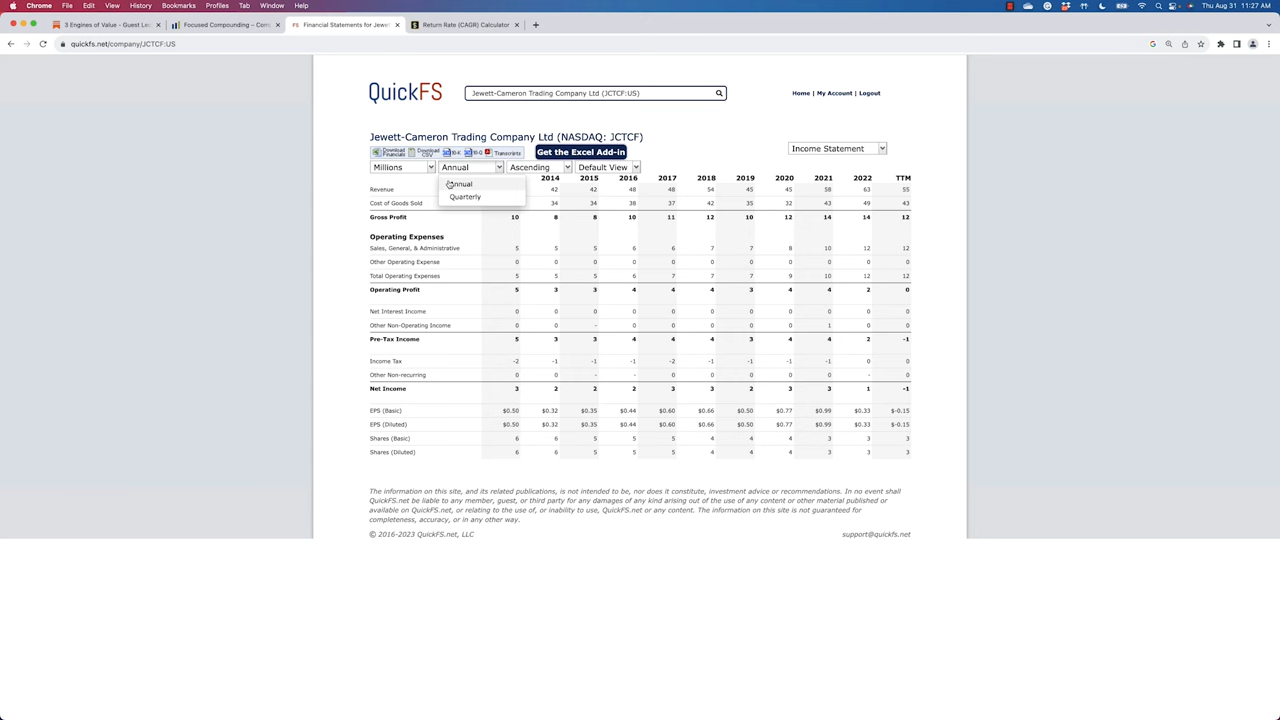 Chrome File Edit View History Bookmarks Profiles Tab Window Help Thu Aug 31 11:27 AM
3 Engines of Value - Guest Lec × Focused Compounding — Com × FS Financial Statements for Jewe × $ Return Rate (CAGR) Calculator × +
quickfs.net/company/JCTCF:US
QuickFS Jewett-Cameron Trading Company Ltd (JCTCF:US) Home | My Account | Logout
Jewett-Cameron Trading Company Ltd (NASDAQ: JCTCF)
Download Financials Download CSV 10-K 10-Q Transcripts Get the Excel Add-in Income Statement
Millions Annual Ascending Default View
Annual
Quarterly
2014 2015 2016 2017 2018 2019 2020 2021 2022 TTM
Revenue 42 42 48 48 54 45 45 58 63 55
Cost of Goods Sold 34 34 38 37 42 35 32 43 49 43
Gross Profit 10 8 8 10 11 12 10 12 14 14 12
Operating Expenses
Sales, General, & Administrative 5 5 5 6 6 7 7 8 10 12 12
Other Operating Expense 0 0 0 0 0 0 0 0 0 0 0
Total Operating Expenses 5 5 5 6 7 7 7 9 10 12 12
Operating Profit 5 3 3 4 4 4 3 4 4 2 0
Net Interest Income 0 0 0 0 0 0 0 0 0 0 0
Other Non-Operating Income 0 0 - 0 0 0 0 0 1 0 0
Pre-Tax Income 5 3 3 4 4 4 3 4 4 2 -1
Income Tax -2 -1 -1 -1 -2 -1 -1 -1 -1 0 0
Other Non-recurring 0 0 - - 0 0 0 0 0 - 0
Net Income 3 2 2 2 3 3 2 3 3 1 -1
EPS (Basic) $0.50 $0.32 $0.35 $0.44 $0.60 $0.66 $0.50 $0.77 $0.99 $0.33 $-0.15
EPS (Diluted) $0.50 $0.32 $0.35 $0.44 $0.60 $0.66 $0.50 $0.77 $0.99 $0.33 $-0.15
Shares (Basic) 6 6 5 5 5 4 4 4 3 3 3
Shares (Diluted) 6 6 5 5 5 4 4 4 3 3 3
The information on this site, and its related publications, is not intended to be, nor does it constitute, investment advice or recommendations. In no event shall
QuickFS.net be liable to any member, guest, or third party for any damages of any kind arising out of the use of any content or other material published or
available on QuickFS.net, or relating to the use of, or inability to use, QuickFS.net or any content. The information on this site is not guaranteed for
completeness, accuracy, or in any other way.
© 2016-2023 QuickFS.net, LLC support@quickfs.net